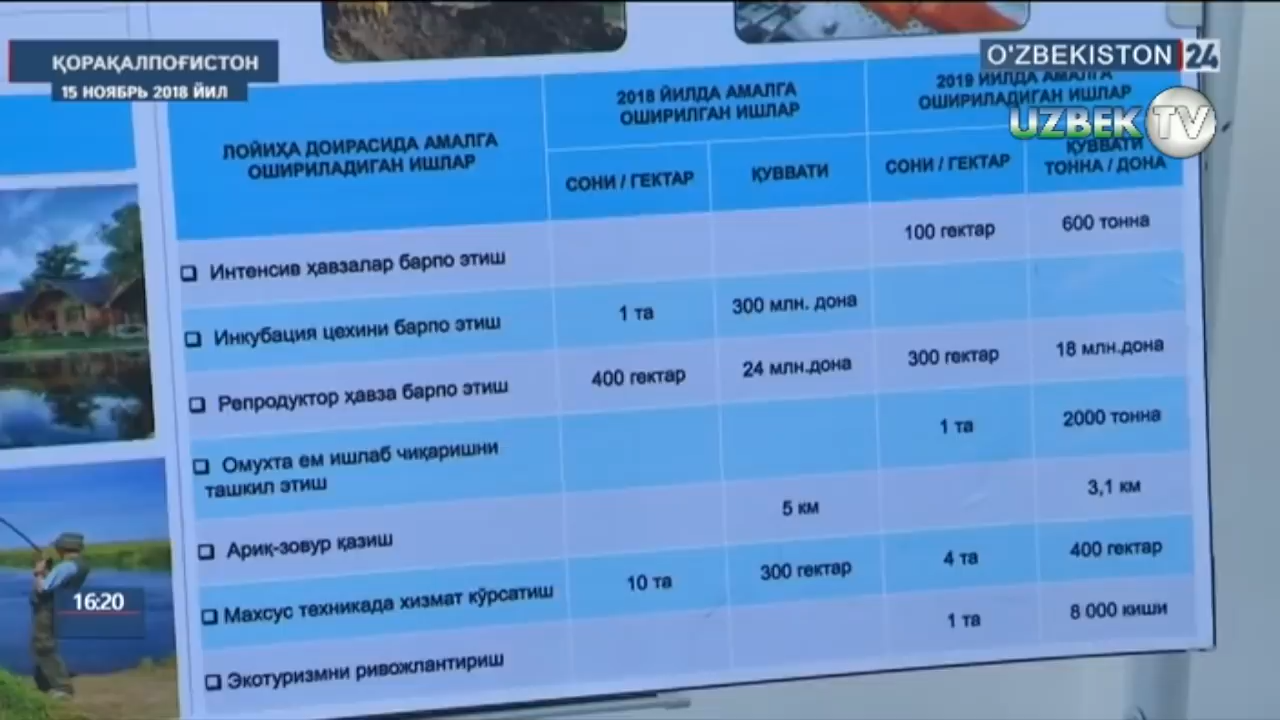 ҚОРАҚАЛПОҒИСТОН
15 НОЯБРЬ 2018 ЙИЛ
O'ZBEKISTON 24
UZBEK TV
ЛОЙИҲА ДОИРАСИДА АМАЛГА
ОШИРИЛАДИГАН ИШЛАР
2018 ЙИЛДА АМАЛГА
ОШИРИЛГАН ИШЛАР
2019 ЙИЛДА АМАЛГА
ОШИРИЛАДИГАН ИШЛАР
СОНИ / ГЕКТАР
ҚУВВАТИ
СОНИ / ГЕКТАР
ҚУВВАТИ
ТОННА / ДОНА
Интенсив ҳавзалар барпо этиш
100 гектар
600 тонна
Инкубация цехини барпо этиш
1 та
300 млн. дона
Репродуктор ҳавза барпо этиш
400 гектар
24 млн.дона
300 гектар
18 млн.дона
Омухта ем ишлаб чиқаришни
ташкил этиш
1 та
2000 тонна
Ариқ-зовур қазиш
5 км
3,1 км
Махсус техникада хизмат кўрсатиш
10 та
300 гектар
4 та
400 гектар
Экотуризмни ривожлантириш
1 та
8 000 киши
16:20